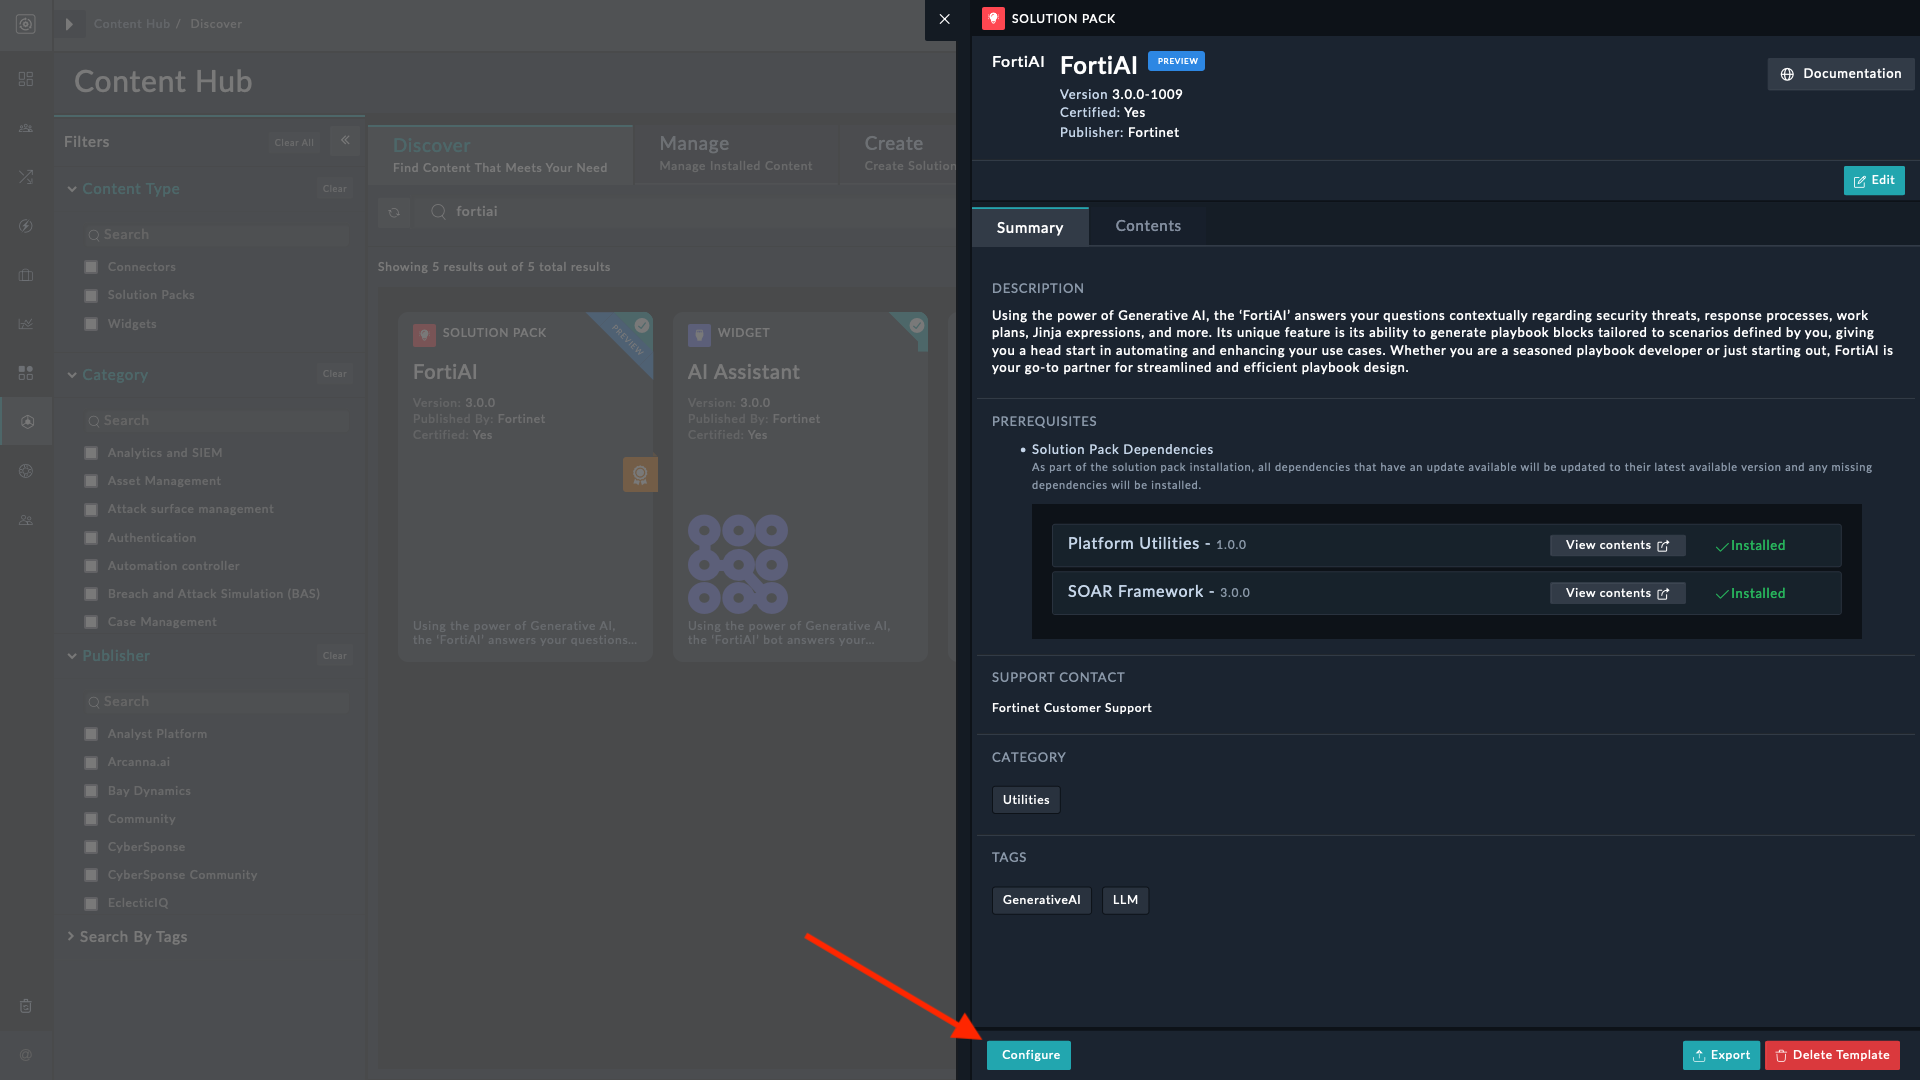 Content Hub / Discover
Content Hub
Filters
Clear All
Content Type
Clear
Search
Connectors
Solution Packs
Widgets
Category
Clear
Search
Analytics and SIEM
Asset Management
Attack surface management
Authentication
Automation controller
Breach and Attack Simulation (BAS)
Case Management
Publisher
Clear
Search
Analyst Platform
Arcanna.ai
Bay Dynamics
Community
CyberSponse
CyberSponse Community
EclecticIQ
Search By Tags
Discover
Find Content That Meets Your Need
Manage
Manage Installed Content
Create
Create Solution
fortiai
Showing 5 results out of 5 total results
SOLUTION PACK
PREVIEW
FortiAI
Version: 3.0.0
Published By: Fortinet
Certified: Yes
Using the power of Generative AI,
the ‘FortiAI’ answers your questions...
WIDGET
AI Assistant
Version: 3.0.0
Published By: Fortinet
Certified: Yes
Using the power of Generative AI,
the ‘FortiAI’ bot answers your...
SOLUTION PACK
FortiAI
FortiAI PREVIEW
Version 3.0.0-1009
Certified: Yes
Publisher: Fortinet
Documentation
Edit
Summary
Contents
DESCRIPTION
Using the power of Generative AI, the ‘FortiAI’ answers your questions contextually regarding security threats, response processes, work
plans, Jinja expressions, and more. Its unique feature is its ability to generate playbook blocks tailored to scenarios defined by you, giving
you a head start in automating and enhancing your use cases. Whether you are a seasoned playbook developer or just starting out, FortiAI is
your go-to partner for streamlined and efficient playbook design.
PREREQUISITES
• Solution Pack Dependencies
As part of the solution pack installation, all dependencies that have an update available will be updated to their latest available version and any missing
dependencies will be installed.
Platform Utilities - 1.0.0
View contents
Installed
SOAR Framework - 3.0.0
View contents
Installed
SUPPORT CONTACT
Fortinet Customer Support
CATEGORY
Utilities
TAGS
GenerativeAI
LLM
Configure
Export
Delete Template